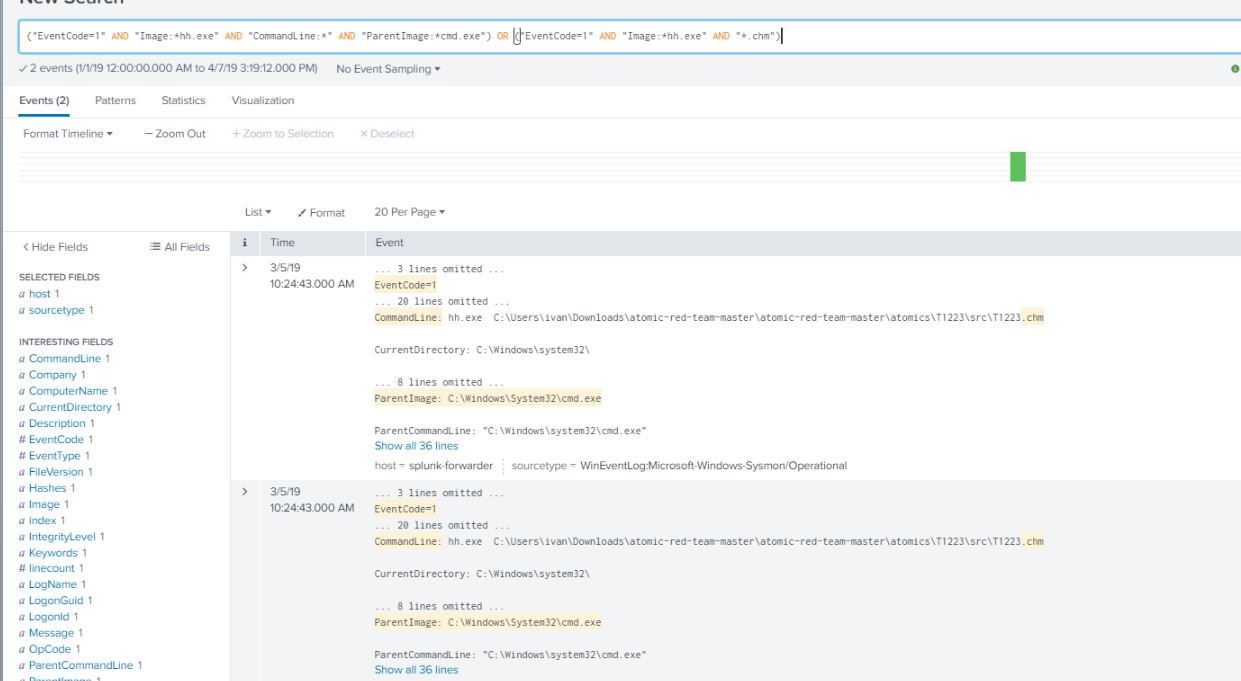 New Search
("EventCode=1" AND "Image:*hh.exe" AND "CommandLine:*" AND "ParentImage:*cmd.exe") OR ("EventCode=1" AND "Image:*hh.exe" AND "*.chm")
✓ 2 events (1/1/19 12:00:00.000 AM to 4/7/19 3:19:12.000 PM) No Event Sampling ▾
Events (2) Patterns Statistics Visualization
Format Timeline ▾ — Zoom Out + Zoom to Selection × Deselect
List ▾ Format 20 Per Page ▾
< Hide Fields All Fields
SELECTED FIELDS
a host 1
a sourcetype 1
INTERESTING FIELDS
a CommandLine 1
a Company 1
a ComputerName 1
a CurrentDirectory 1
a Description 1
# EventCode 1
# EventType 1
a FileVersion 1
a Hashes 1
a Image 1
a index 1
a IntegrityLevel 1
a Keywords 1
# linecount 1
a LogName 1
a LogonGuid 1
a LogonId 1
a Message 1
a OpCode 1
a ParentCommandLine 1
a ParentImage 1
i Time Event
> 3/5/19
10:24:43.000 AM
... 3 lines omitted ...
EventCode=1
... 20 lines omitted ...
CommandLine: hh.exe C:\Users\ivan\Downloads\atomic-red-team-master\atomic-red-team-master\atomics\T1223\src\T1223.chm
CurrentDirectory: C:\Windows\system32\
... 8 lines omitted ...
ParentImage: C:\Windows\System32\cmd.exe
ParentCommandLine: "C:\Windows\system32\cmd.exe"
Show all 36 lines
host = splunk-forwarder sourcetype = WinEventLog:Microsoft-Windows-Sysmon/Operational
> 3/5/19
10:24:43.000 AM
... 3 lines omitted ...
EventCode=1
... 20 lines omitted ...
CommandLine: hh.exe C:\Users\ivan\Downloads\atomic-red-team-master\atomic-red-team-master\atomics\T1223\src\T1223.chm
CurrentDirectory: C:\Windows\system32\
... 8 lines omitted ...
ParentImage: C:\Windows\System32\cmd.exe
ParentCommandLine: "C:\Windows\system32\cmd.exe"
Show all 36 lines